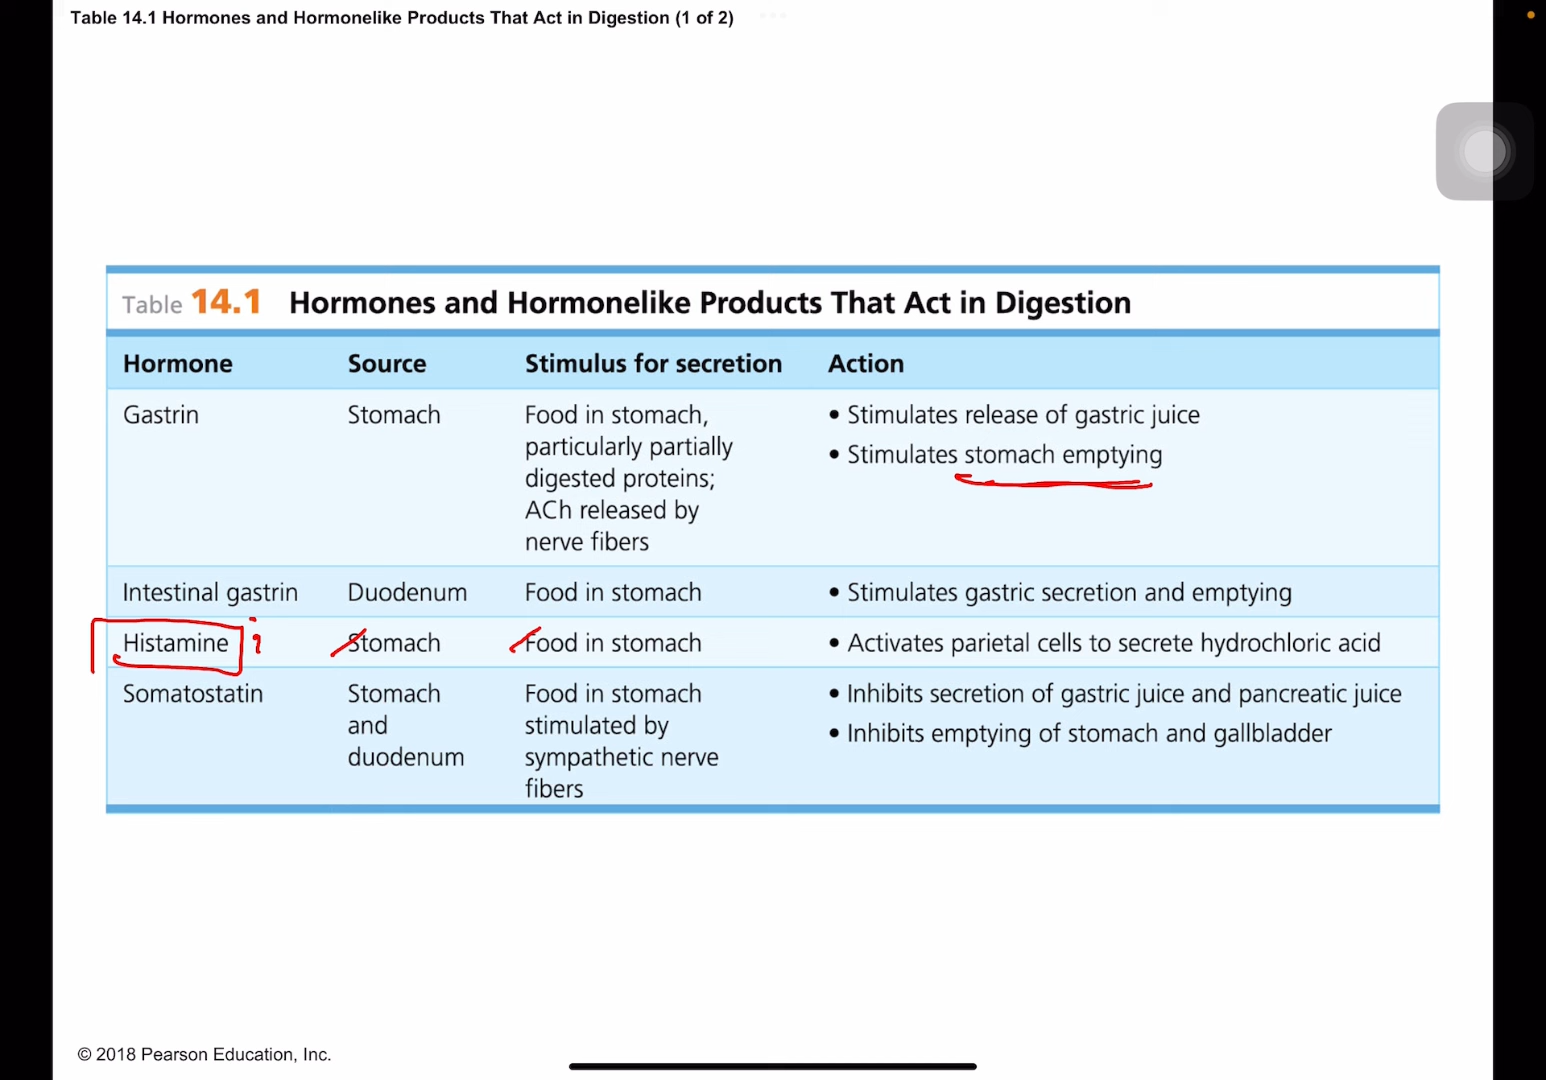 Table 14.1 Hormones and Hormonelike Products That Act in Digestion (1 of 2)
Table 14.1 Hormones and Hormonelike Products That Act in Digestion
Hormone Source Stimulus for secretion Action
Gastrin Stomach Food in stomach, • Stimulates release of gastric juice
particularly partially • Stimulates stomach emptying
digested proteins;
ACh released by
nerve fibers
Intestinal gastrin Duodenum Food in stomach • Stimulates gastric secretion and emptying
Histamine Stomach Food in stomach • Activates parietal cells to secrete hydrochloric acid
Somatostatin Stomach Food in stomach • Inhibits secretion of gastric juice and pancreatic juice
and stimulated by • Inhibits emptying of stomach and gallbladder
duodenum sympathetic nerve
fibers
© 2018 Pearson Education, Inc.